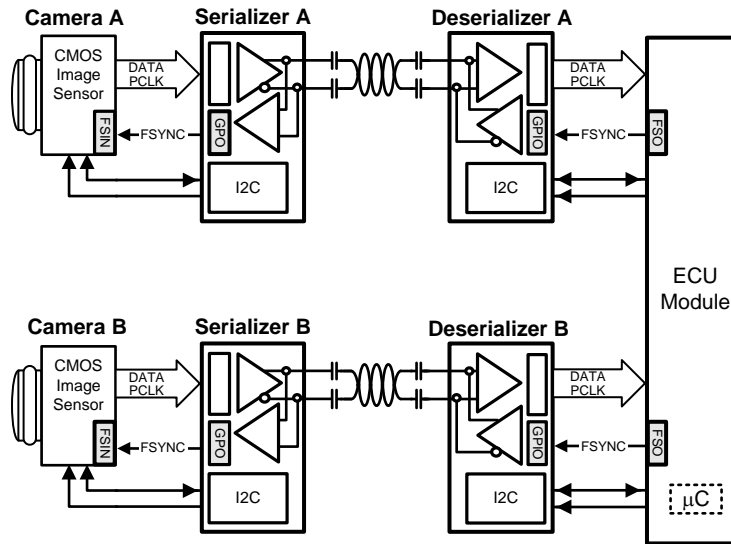 Camera A
Serializer A
Deserializer A
CMOS
Image
Sensor
DATA
PCLK
DATA
PCLK
FSIN
FSYNC
GPO
GPIO
FSYNC
FSO
I2C
I2C
ECU
Module
Camera B
Serializer B
Deserializer B
CMOS
Image
Sensor
DATA
PCLK
DATA
PCLK
FSIN
FSYNC
GPO
GPIO
FSYNC
FSO
I2C
I2C
μC